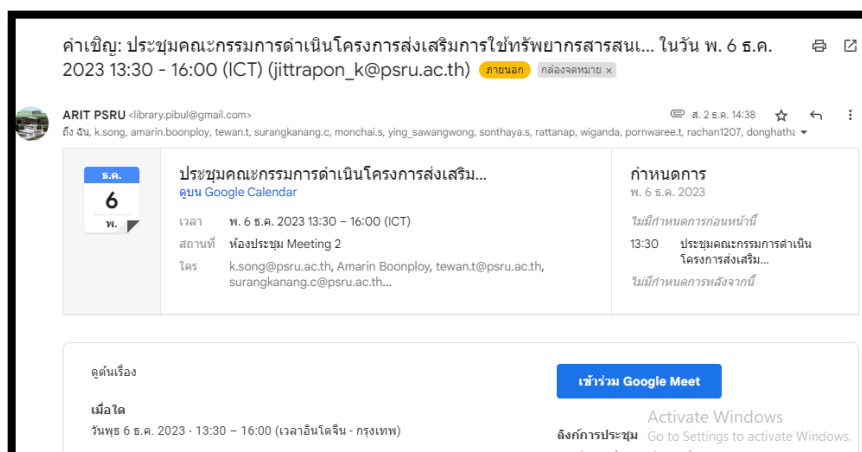 คำเชิญ: ประชุมคณะกรรมการดำเนินโครงการส่งเสริมการใช้ทรัพยากรสารสนเ... ในวัน พ. 6 ธ.ค.
2023 13:30 - 16:00 (ICT) (jittrapon_k@psru.ac.th) ภายนอก กล่องจดหมาย ×
ARIT PSRU <library.pibul@gmail.com>
ส. 2 ธ.ค. 14:38
ถึง ฉัน, k.song, amarin.boonploy, tewan.t, surangkanang.c, monchai.s, ying_sawangwong, sonthaya.s, rattanap, wiganda, pornwaree.t, rachan1207, donghatha
ธ.ค.
6
พ.
ประชุมคณะกรรมการดำเนินโครงการส่งเสริม...
ดูบน Google Calendar
เวลา พ. 6 ธ.ค. 2023 13:30 – 16:00 (ICT)
สถานที่ ห้องประชุม Meeting 2
ใคร k.song@psru.ac.th, Amarin Boonploy, tewan.t@psru.ac.th,
surangkanang.c@psru.ac.th...
กำหนดการ
พ. 6 ธ.ค. 2023
ไม่มีกำหนดการก่อนหน้านี้
13:30 ประชุมคณะกรรมการดำเนิน
โครงการส่งเสริม...
ไม่มีกำหนดการหลังจากนี้
ดูต้นเรื่อง
เมื่อใด
วันพุธ 6 ธ.ค. 2023 · 13:30 – 16:00 (เวลาอินโดจีน - กรุงเทพ)
เข้าร่วม Google Meet
ลิงก์การประชุม
Activate Windows
Go to Settings to activate Windows.